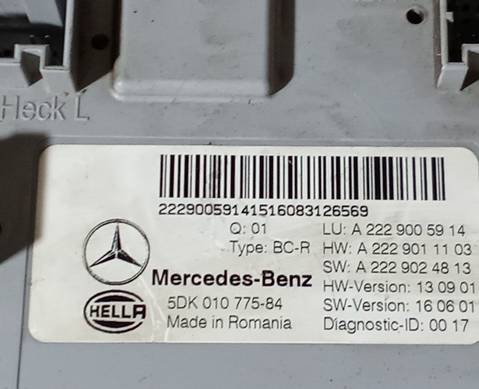 Heck L
22290059141516083126569
Q: 01 LU: A 222 900 59 14
Type: BC-R HW: A 222 901 11 03
SW: A 222 902 48 13
Mercedes-Benz HW-Version: 13 09 01
5DK 010 775-84 SW-Version: 16 06 01
HELLA Made in Romania Diagnostic-ID: 00 17